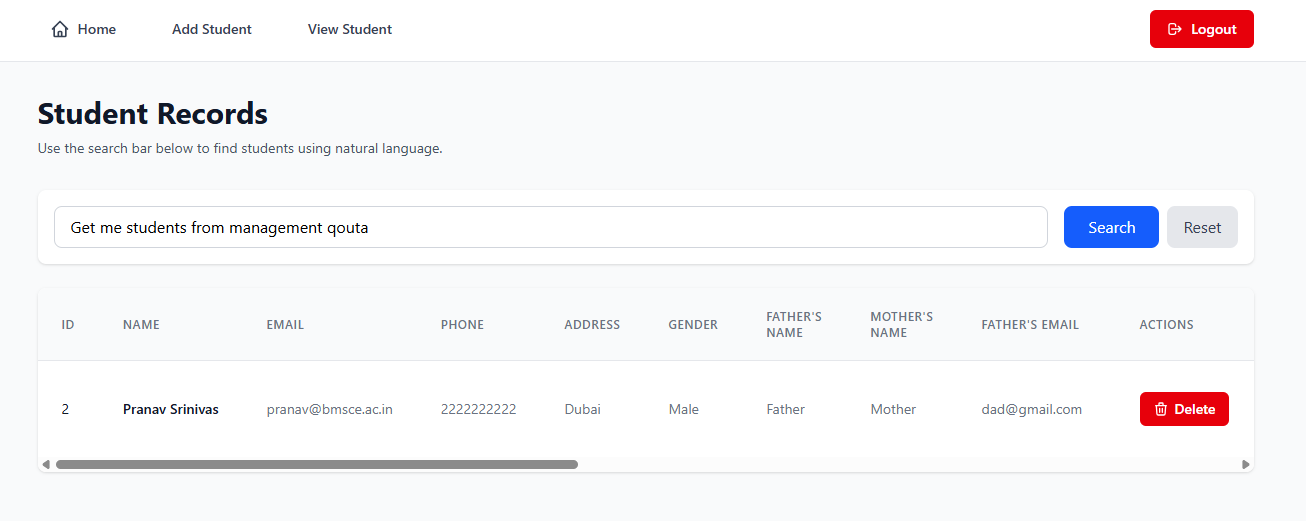 Home Add Student View Student Logout
Student Records
Use the search bar below to find students using natural language.
Get me students from management qouta Search Reset
ID NAME EMAIL PHONE ADDRESS GENDER FATHER'S NAME MOTHER'S NAME FATHER'S EMAIL ACTIONS
2 Pranav Srinivas pranav@bmsce.ac.in 2222222222 Dubai Male Father Mother dad@gmail.com Delete